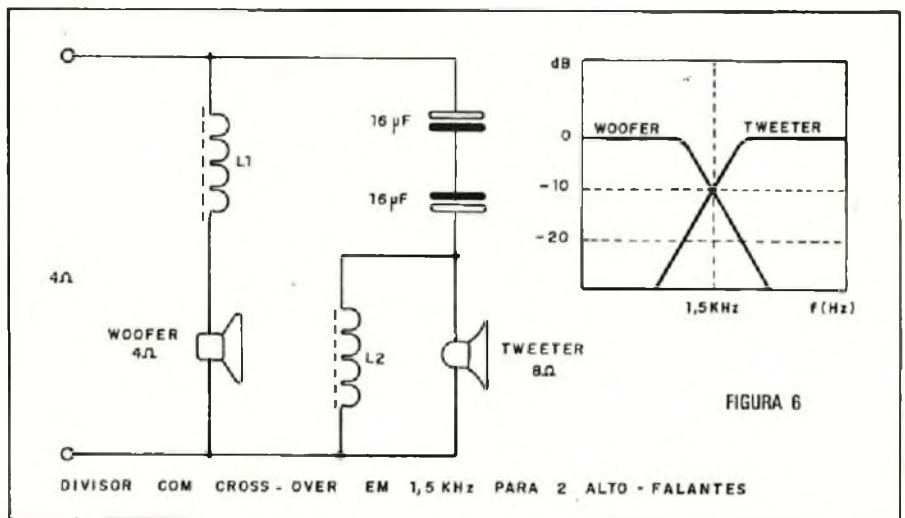 16 µF
L1
16 µF
4Ω
WOOFER
4Ω
L2
TWEETER
8Ω
dB
WOOFER
TWEETER
0
-10
-20
1,5 KHz
f(Hz)
FIGURA 6
DIVISOR COM CROSS-OVER EM 1,5 KHz PARA 2 ALTO-FALANTES